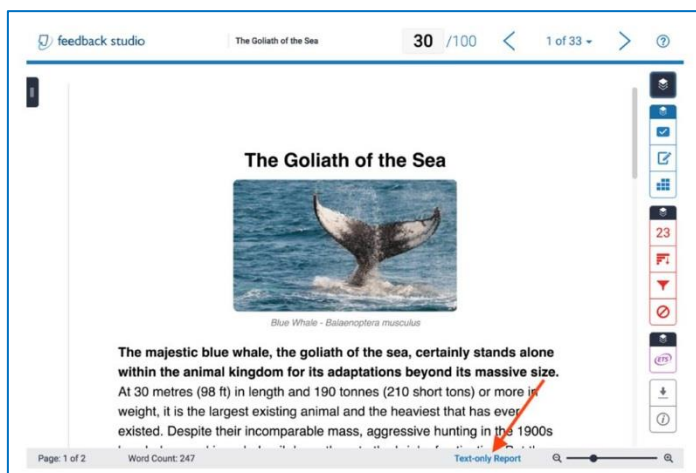 feedback studio
The Goliath of the Sea
30 /100
1 of 33
?
The Goliath of the Sea
Blue Whale - Balaenoptera musculus
The majestic blue whale, the goliath of the sea, certainly stands alone
within the animal kingdom for its adaptations beyond its massive size.
At 30 metres (98 ft) in length and 190 tonnes (210 short tons) or more in
weight, it is the largest existing animal and the heaviest that has ever
existed. Despite their incomparable mass, aggressive hunting in the 1900s
23
ETS
Page: 1 of 2
Word Count: 247
Text-only Report